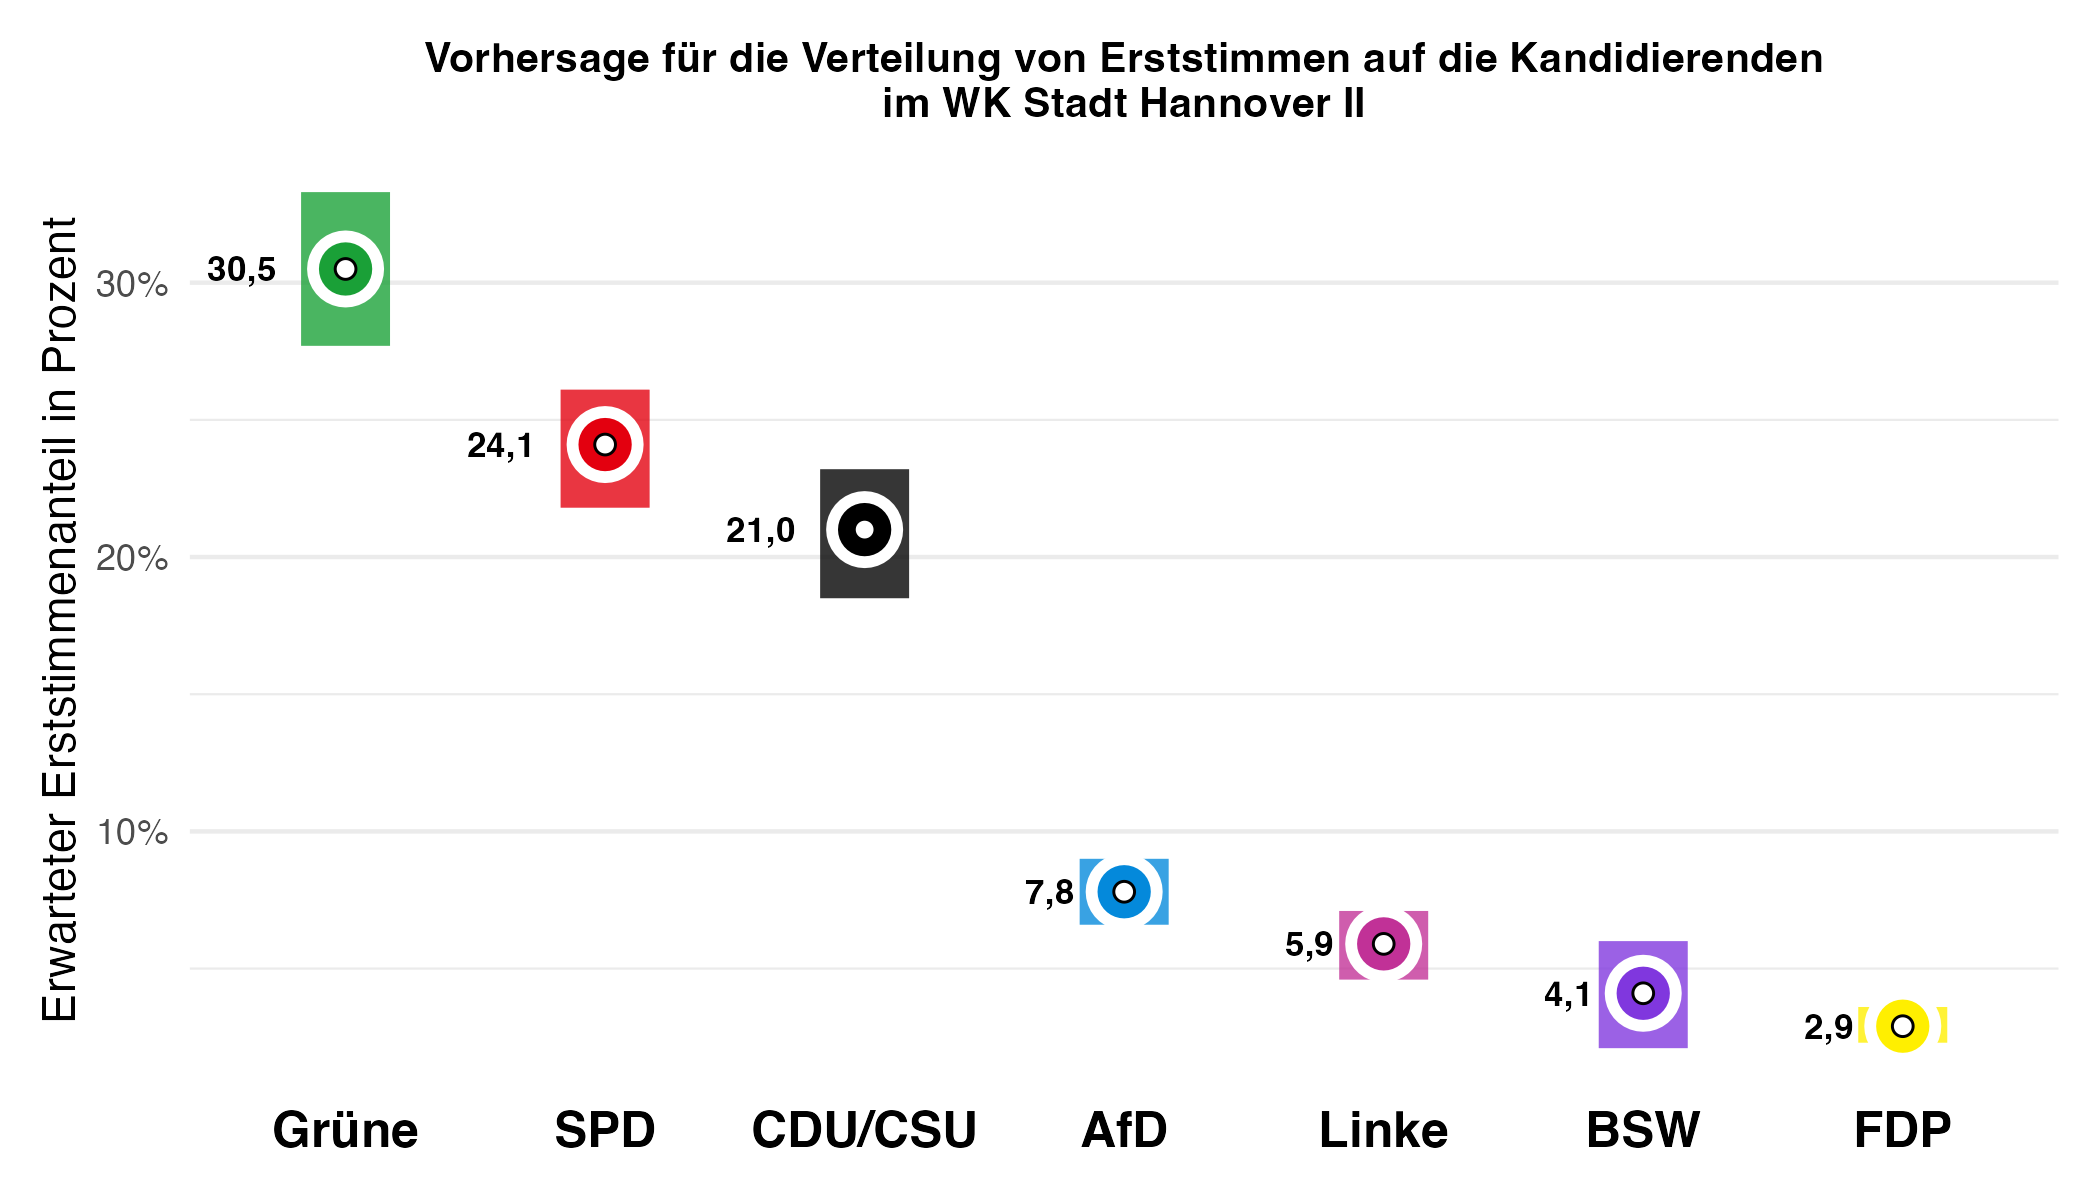 Vorhersage für die Verteilung von Erststimmen auf die Kandidierenden
im WK Stadt Hannover II
Erwarteter Erststimmenanteil in Prozent
30%
20%
10%
30,5
24,1
21,0
7,8
5,9
4,1
2,9
Grüne
SPD
CDU/CSU
AfD
Linke
BSW
FDP